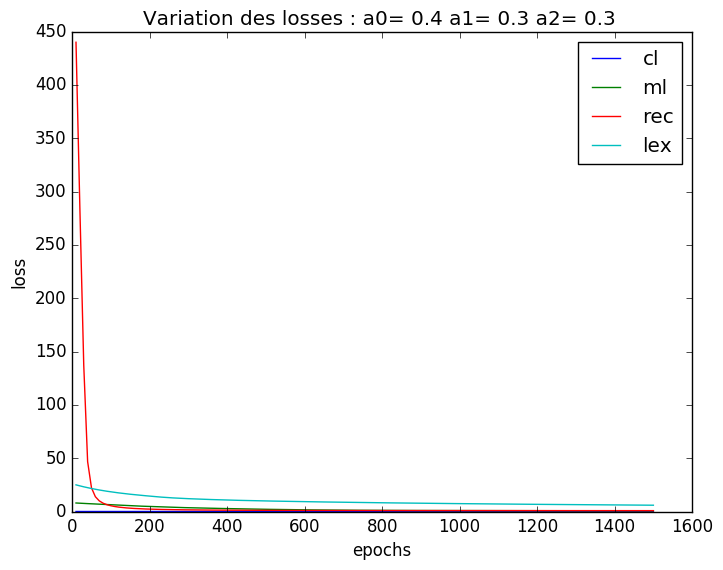 Variation des losses : a0= 0.4 a1= 0.3 a2= 0.3
450
400
350
300
250
200
150
100
50
0
loss
cl
ml
rec
lex
0 200 400 600 800 1000 1200 1400 1600
epochs